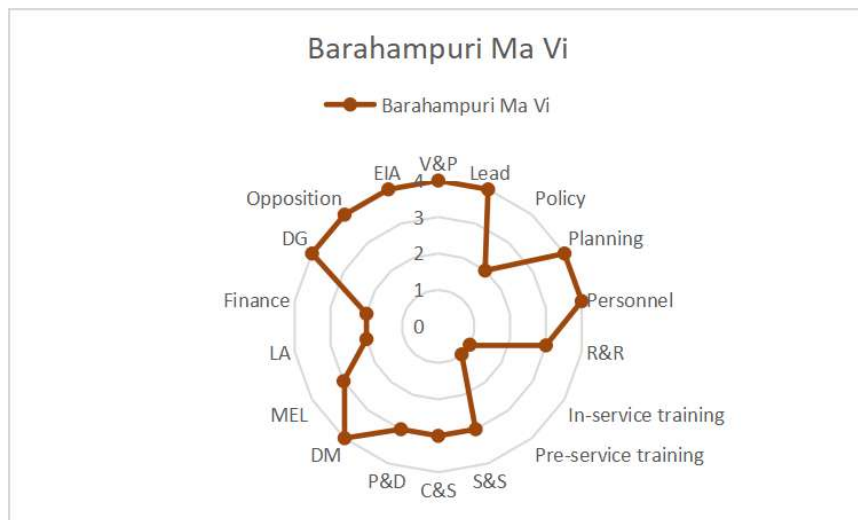 Barahampuri Ma Vi
Barahampuri Ma Vi
V&P
Lead
Policy
Planning
Personnel
R&R
In-service training
Pre-service training
S&S
C&S
P&D
DM
MEL
LA
Finance
DG
Opposition
EIA
4
3
2
1
0